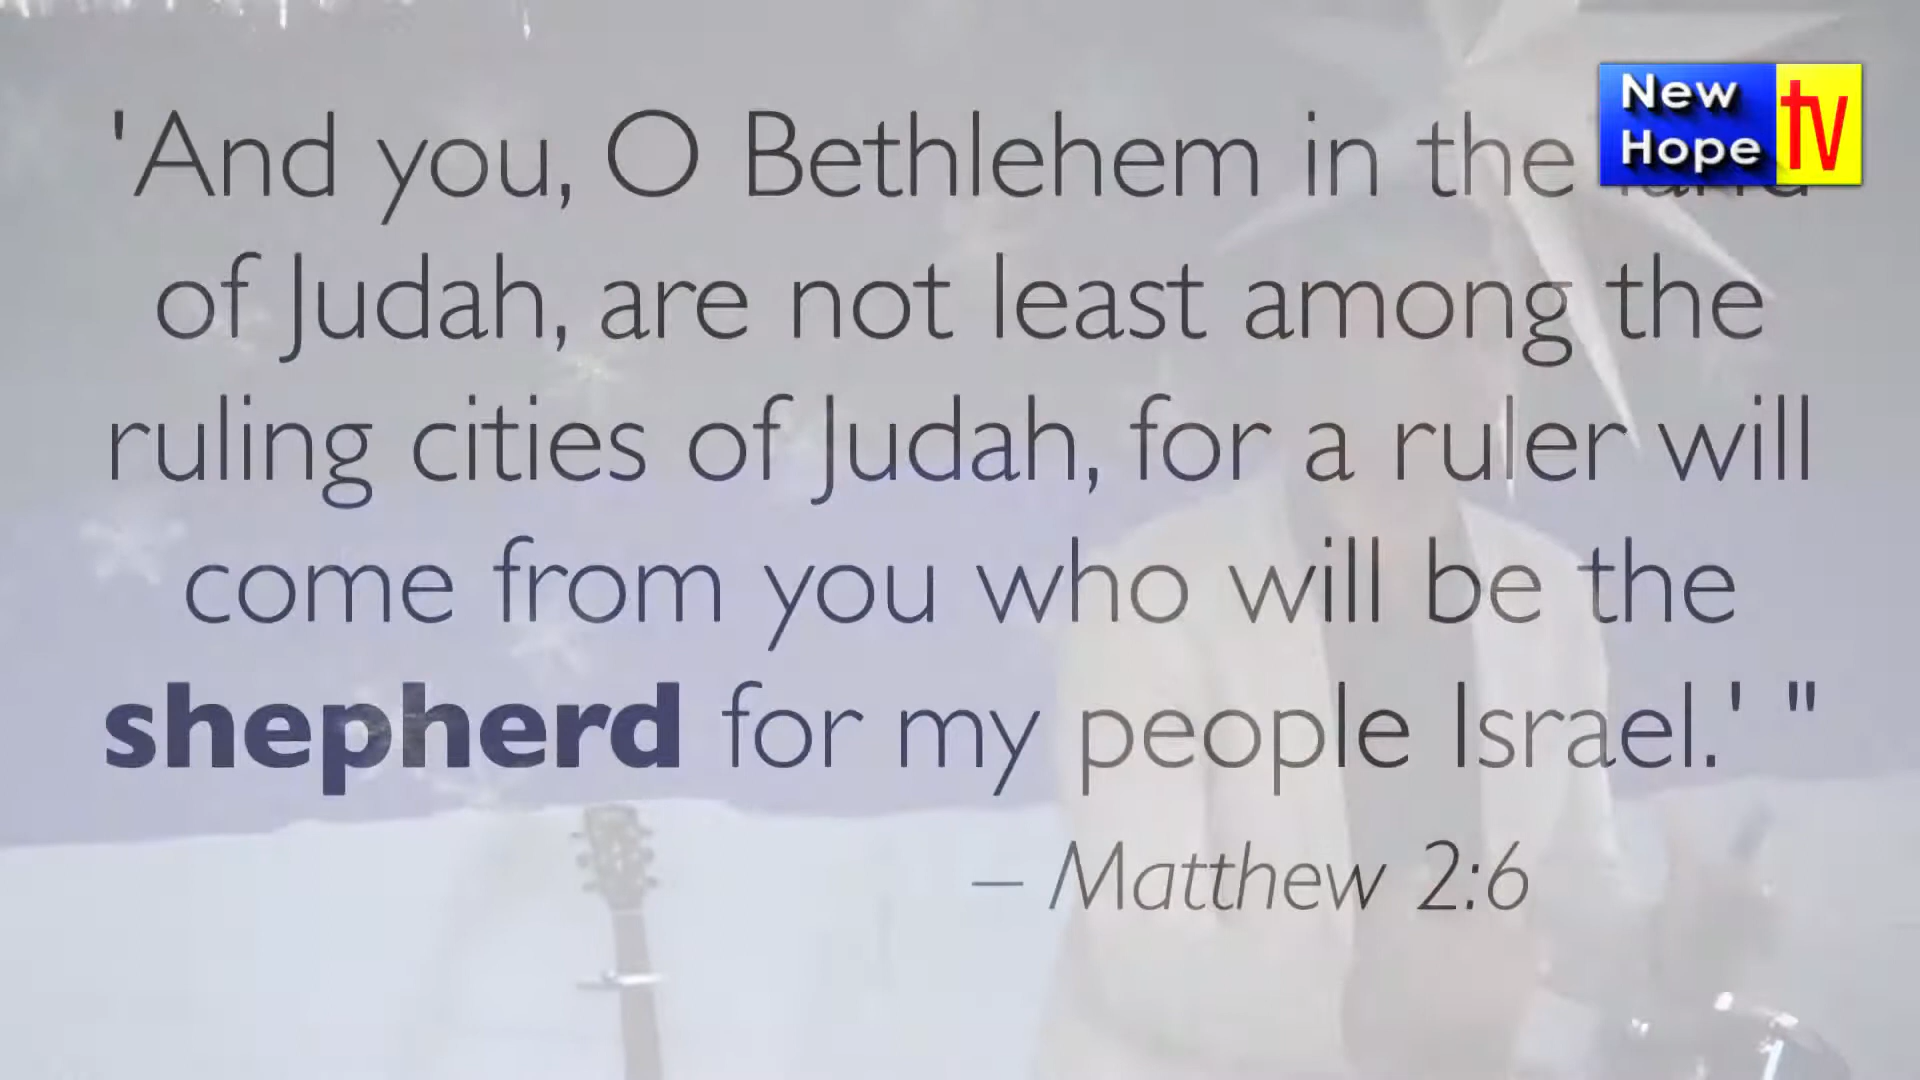 'And you, O Bethlehem in the land
of Judah, are not least among the
ruling cities of Judah, for a ruler will
come from you who will be the
shepherd for my people Israel.' "
– Matthew 2:6
New
Hope
tv